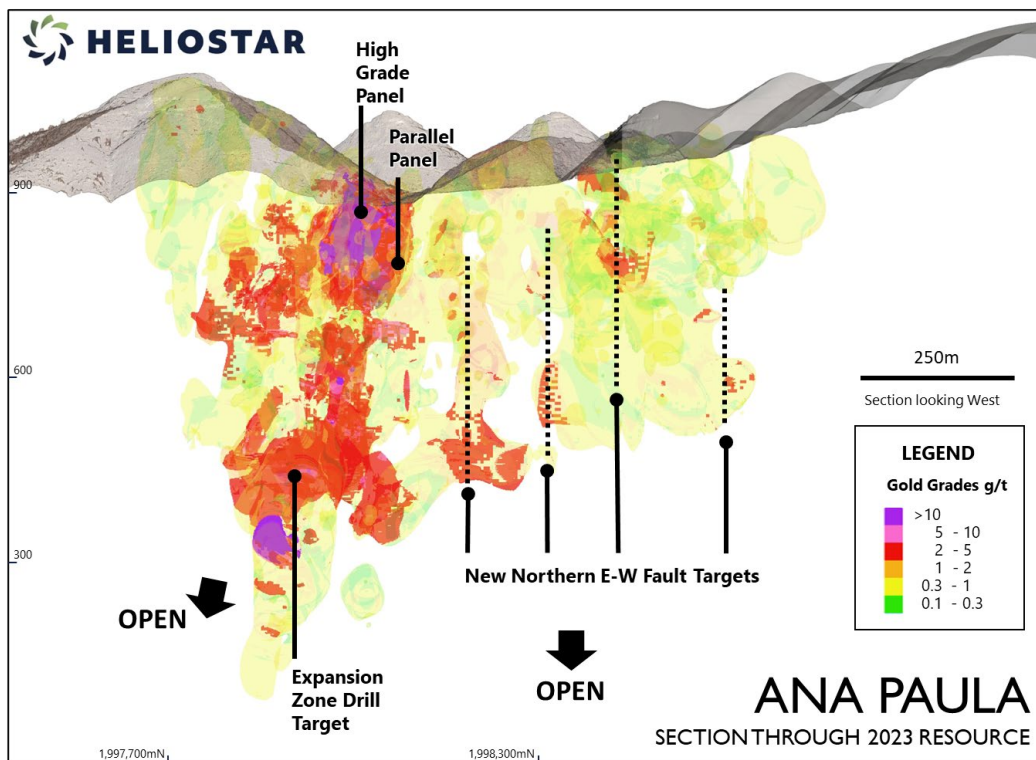 HELIOSTAR
High
Grade
Panel
Parallel
Panel
900
600
300
250m
Section looking West
LEGEND
Gold Grades g/t
>10
5 - 10
2 - 5
1 - 2
0.3 - 1
0.1 - 0.3
New Northern E-W Fault Targets
OPEN
OPEN
Expansion
Zone Drill
Target
ANA PAULA
SECTION THROUGH 2023 RESOURCE
1,997,700mN
1,998,300mN